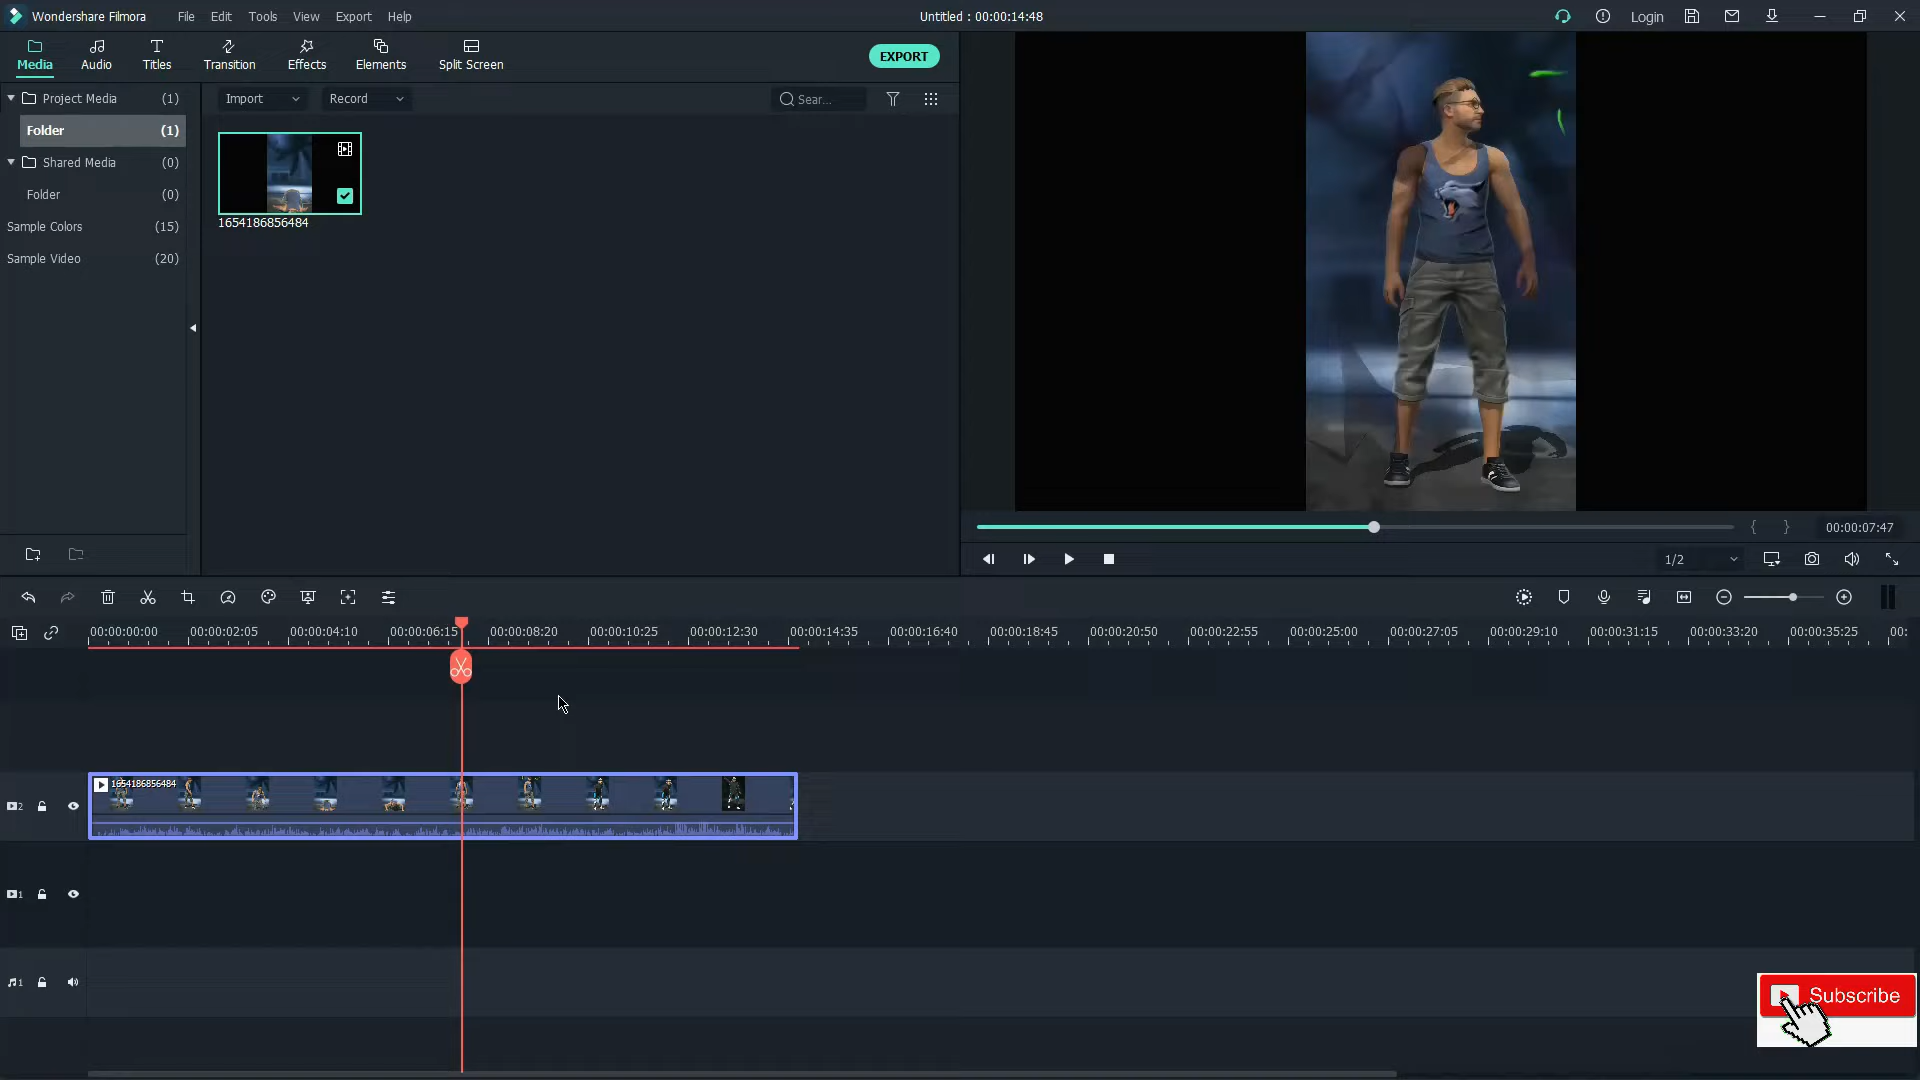 Wondershare Filmora File Edit Tools View Export Help Untitled : 00:00:14:48 Login
Media Audio Titles Transition Effects Elements Split Screen EXPORT
Project Media (1)
Folder (1)
Shared Media (0)
Folder (0)
Sample Colors (15)
Sample Video (20)
Import Record Sear...
1654186856484
00:00:07:47
1/2
00:00:00:00 00:00:02:05 00:00:04:10 00:00:06:15 00:00:08:20 00:00:10:25 00:00:12:30 00:00:14:35 00:00:16:40 00:00:18:45 00:00:20:50 00:00:22:55 00:00:25:00 00:00:27:05 00:00:29:10 00:00:31:15 00:00:33:20 00:00:35:25 00:
1654186856484
2
1
1
Subscribe